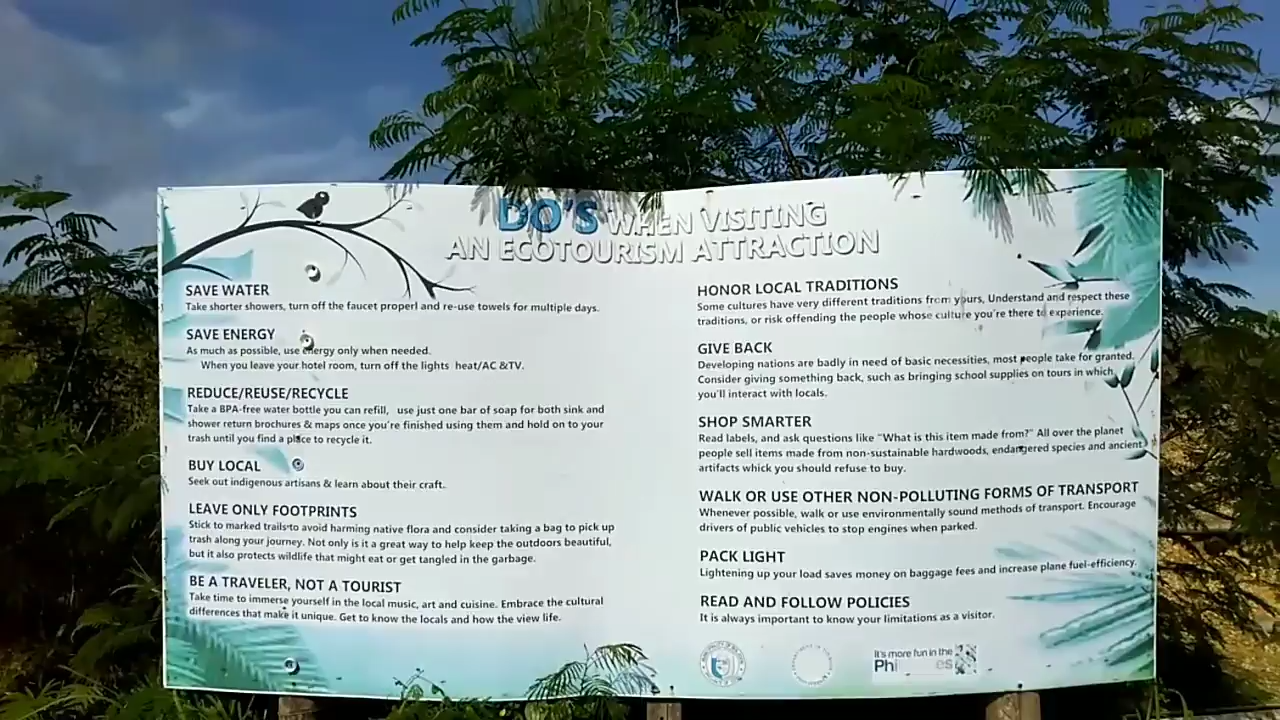 DO'S WHEN VISITING
AN ECOTOURISM ATTRACTION
SAVE WATER
Take shorter showers, turn off the faucet properl and re-use towels for multiple days.
SAVE ENERGY
As much as possible, use energy only when needed.
When you leave your hotel room, turn off the lights heat/AC &TV.
REDUCE/REUSE/RECYCLE
Take a BPA-free water bottle you can refill, use just one bar of soap for both sink and
shower return brochures & maps once you're finished using them and hold on to your
trash until you find a place to recycle it.
BUY LOCAL
Seek out indigenous artisans & learn about their craft.
LEAVE ONLY FOOTPRINTS
Stick to marked trails to avoid harming native flora and consider taking a bag to pick up
trash along your journey. Not only is it a great way to help keep the outdoors beautiful,
but it also protects wildlife that might eat or get tangled in the garbage.
BE A TRAVELER, NOT A TOURIST
Take time to immerse yourself in the local music, art and cuisine. Embrace the cultural
differences that make it unique. Get to know the locals and how the view life.
HONOR LOCAL TRADITIONS
Some cultures have very different traditions from yours, Understand and respect these
traditions, or risk offending the people whose culture you're there to experience.
GIVE BACK
Developing nations are badly in need of basic necessities, most people take for granted.
Consider giving something back, such as bringing school supplies on tours in which
you'll interact with locals.
SHOP SMARTER
Read labels, and ask questions like "What is this item made from?" All over the planet
people sell items made from non-sustainable hardwoods, endangered species and ancient
artifacts whick you should refuse to buy.
WALK OR USE OTHER NON-POLLUTING FORMS OF TRANSPORT
Whenever possible, walk or use environmentally sound methods of transport. Encourage
drivers of public vehicles to stop engines when parked.
PACK LIGHT
Lightening up your load saves money on baggage fees and increase plane fuel-efficiency.
READ AND FOLLOW POLICIES
It is always important to know your limitations as a visitor.
It's more fun in the
Phi es